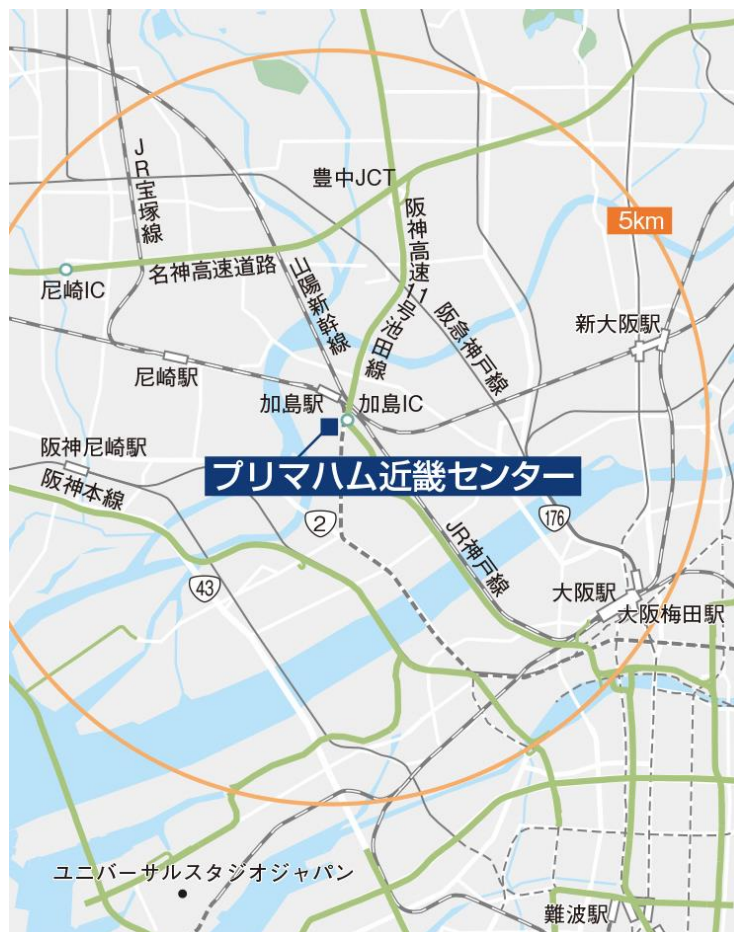 JR宝塚線
豊中JCT
阪神高速11号池田線
5km
名神高速道路
尼崎IC
山陽新幹線
阪急神戸線
新大阪駅
尼崎駅
加島駅
加島IC
阪神尼崎駅
プリマハム近畿センター
阪神本線
2
176
JR神戸線
43
大阪駅
大阪梅田駅
ユニバーサルスタジオジャパン
難波駅